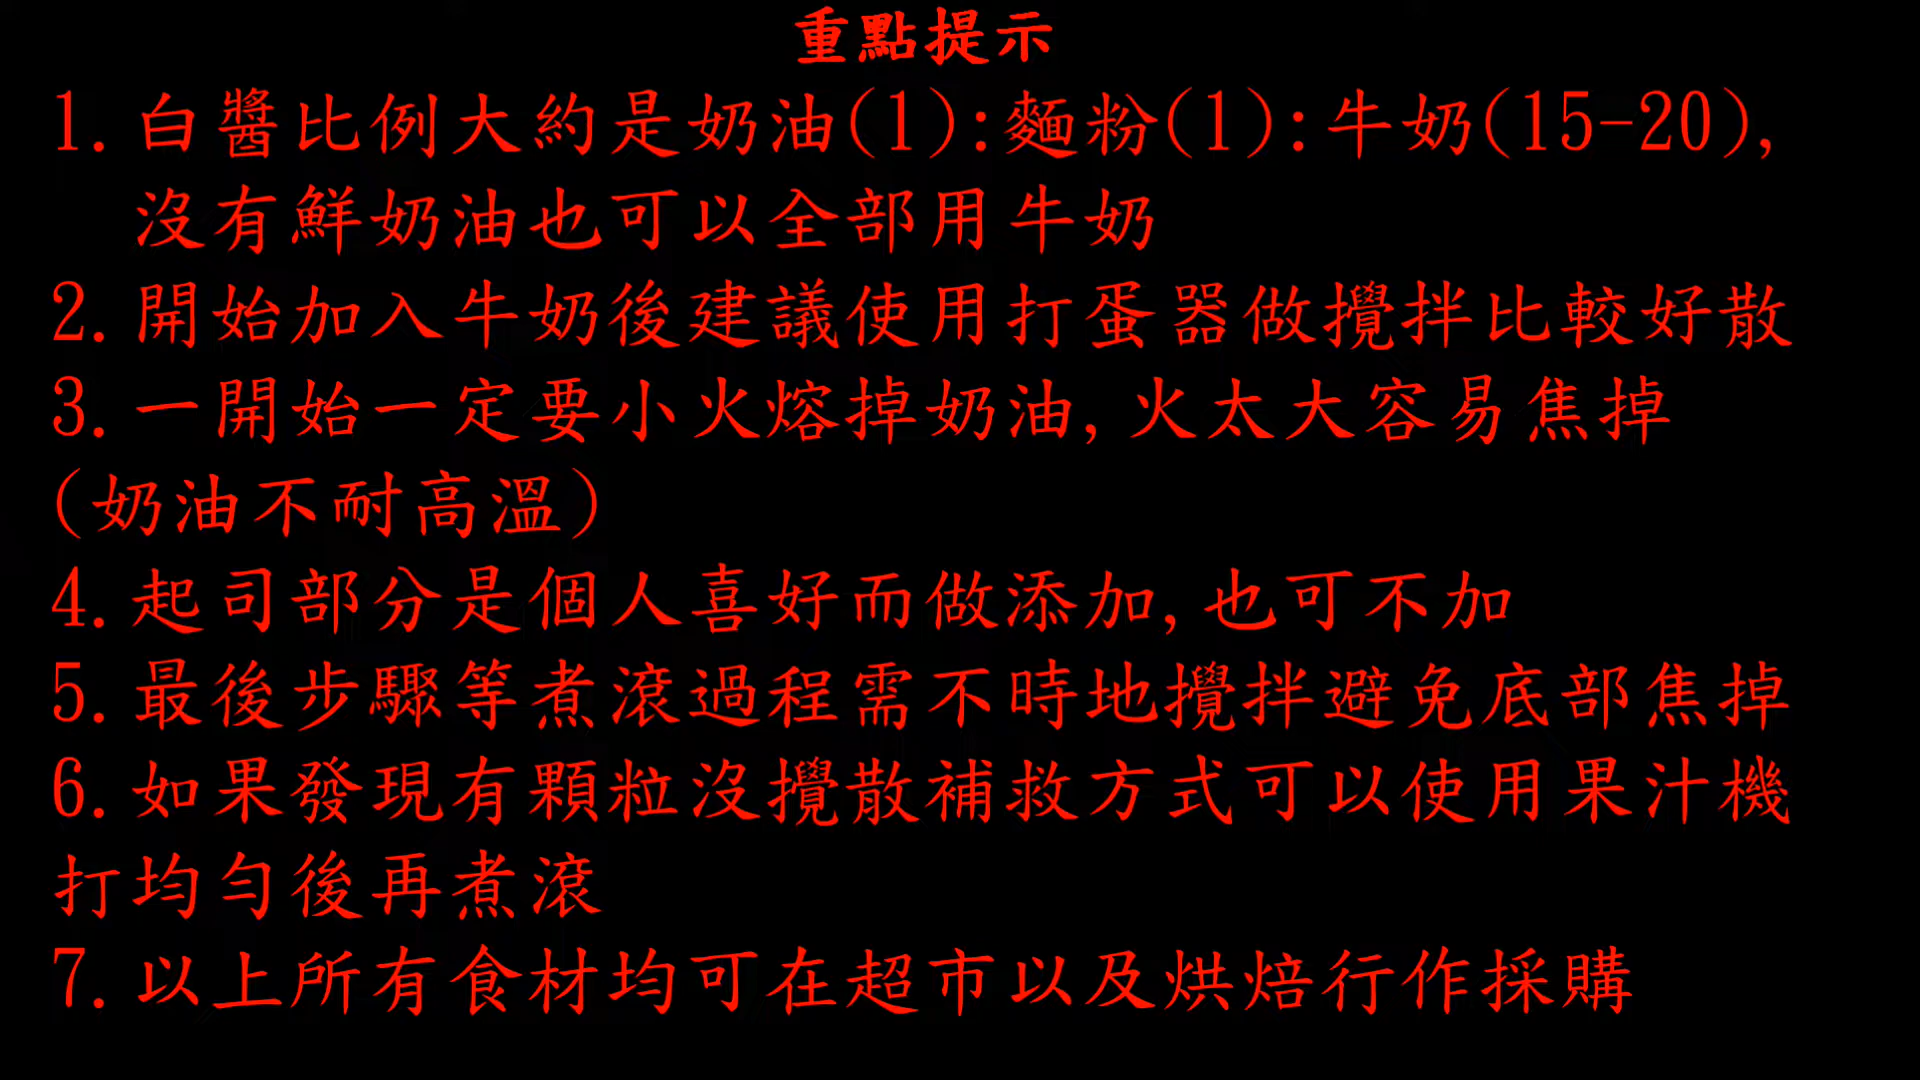 重點提示
1.白醬比例大約是奶油(1):麵粉(1):牛奶(15-20),
沒有鮮奶油也可以全部用牛奶
2.開始加入牛奶後建議使用打蛋器做攪拌比較好散
3.一開始一定要小火熔掉奶油,火太大容易焦掉
(奶油不耐高溫)
4.起司部分是個人喜好而做添加,也可不加
5.最後步驟等煮滾過程需不時地攪拌避免底部焦掉
6.如果發現有顆粒沒攪散補救方式可以使用果汁機
打均勻後再煮滾
7.以上所有食材均可在超市以及烘焙行作採購